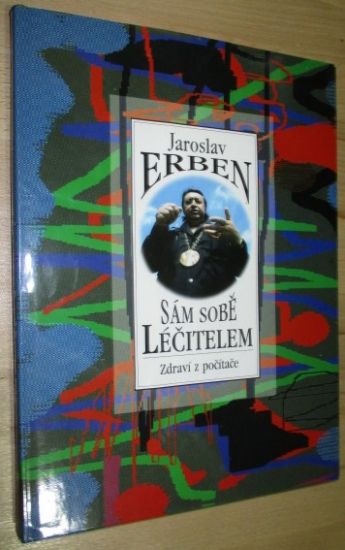 Jaroslav
ERBEN
SÁM SOBĚ
LÉČITELEM
Zdraví z počítače